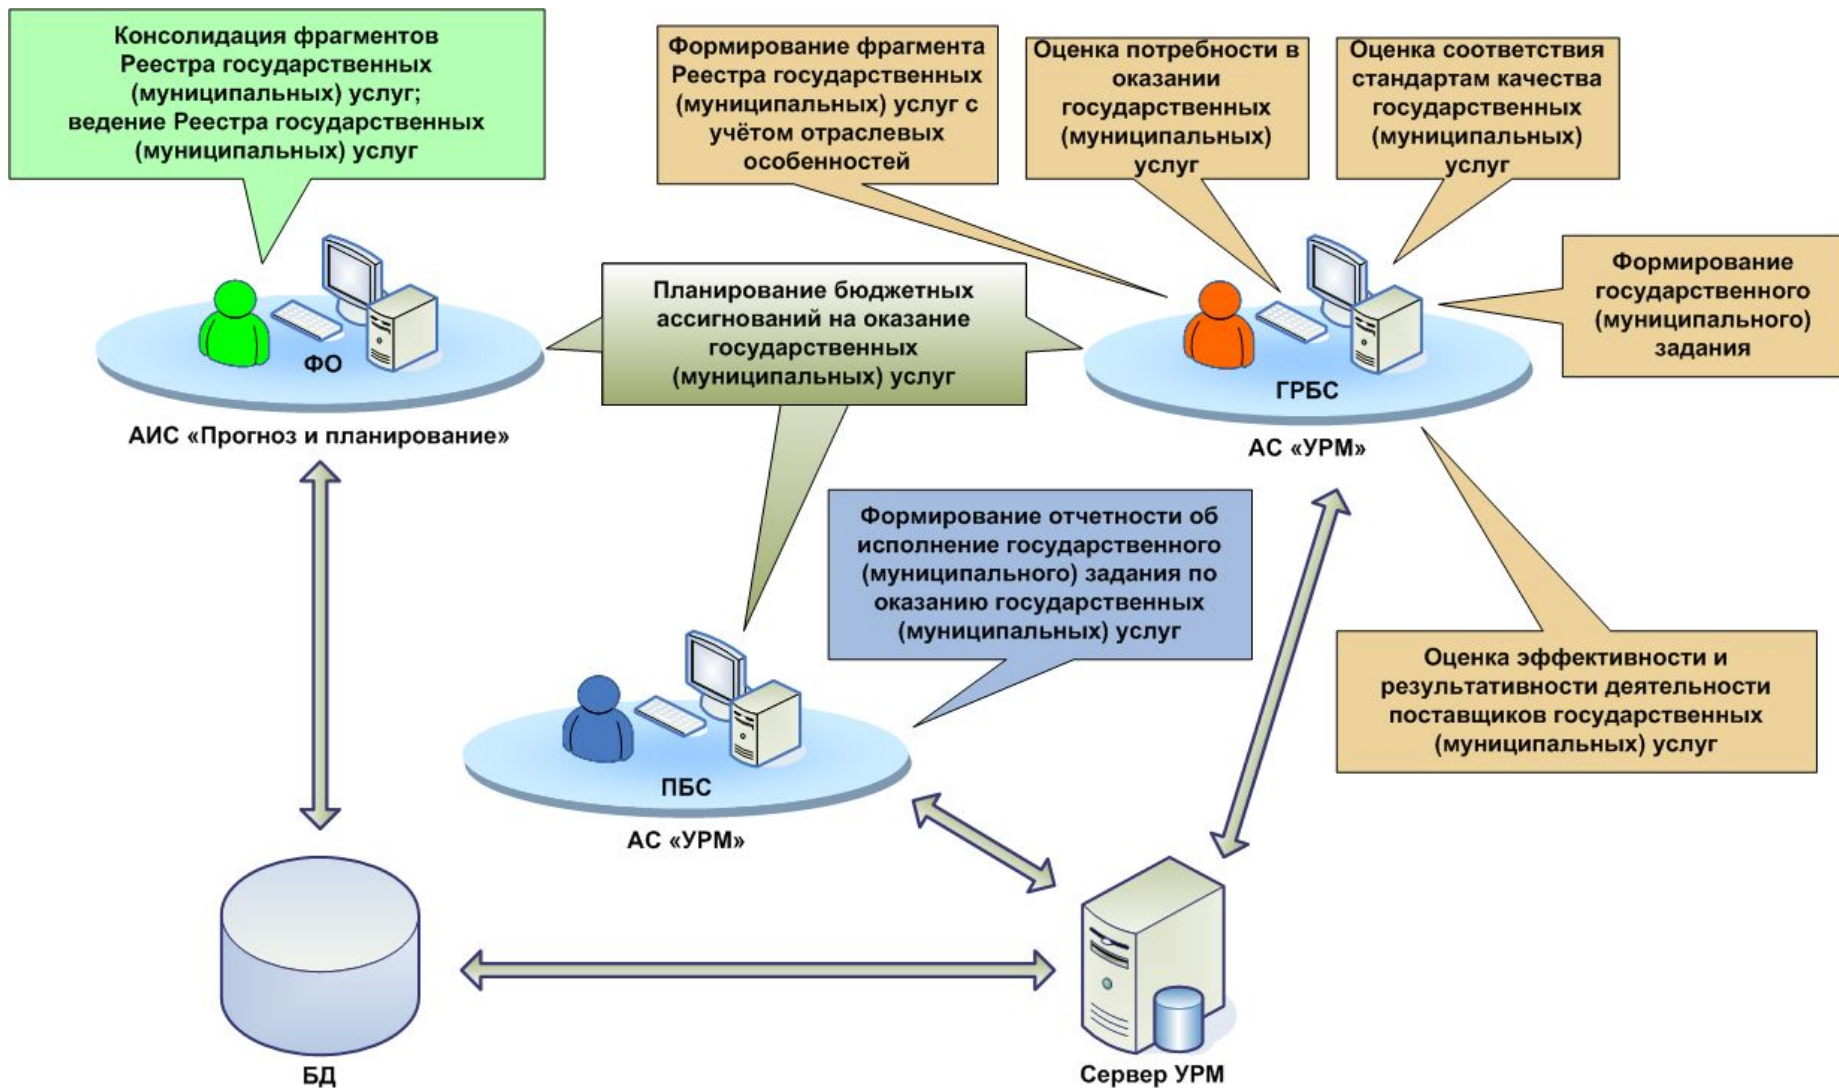 Консолидация фрагментов
Реестра государственных
(муниципальных) услуг;
ведение Реестра государственных
(муниципальных) услуг
Формирование фрагмента
Реестра государственных
(муниципальных) услуг с
учётом отраслевых
особенностей
Оценка потребности в
оказании
государственных
(муниципальных)
услуг
Оценка соответствия
стандартам качества
государственных
(муниципальных)
услуг
Формирование
государственного
(муниципального)
задания
Планирование бюджетных
ассигнований на оказание
государственных
(муниципальных) услуг
ФО
АИС «Прогноз и планирование»
ГРБС
АС «УРМ»
Формирование отчетности об
исполнение государственного
(муниципального) задания по
оказанию государственных
(муниципальных) услуг
Оценка эффективности и
результативности деятельности
поставщиков государственных
(муниципальных) услуг
ПБС
АС «УРМ»
БД
Сервер УРМ